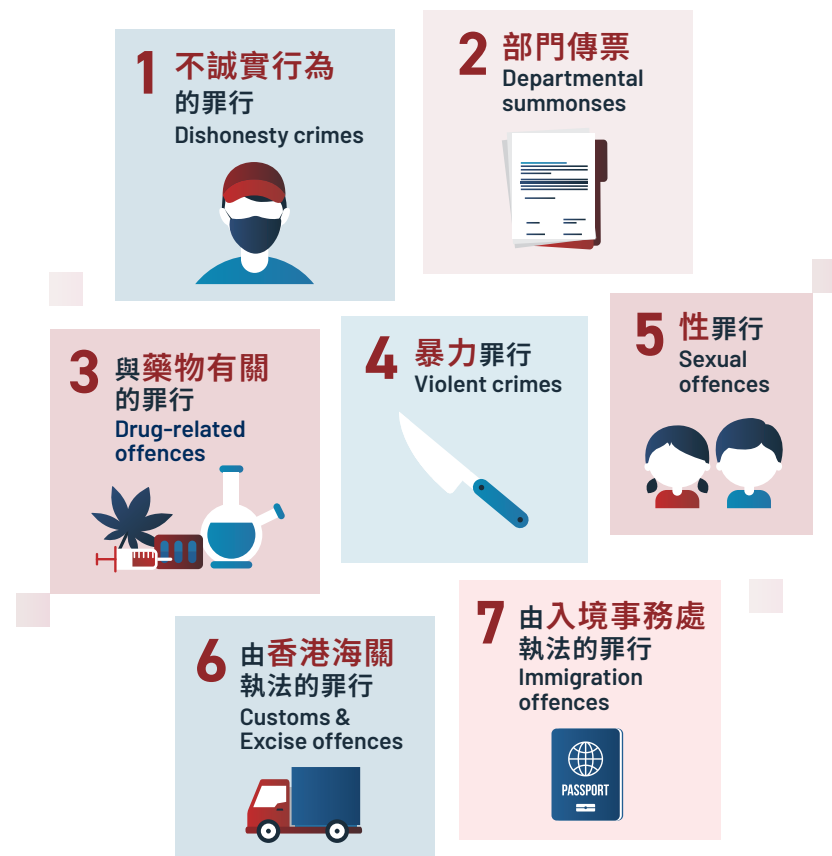 1
不誠實行為
的罪行
Dishonesty crimes
2
部門傳票
Departmental
summonses
3
與藥物有關
的罪行
Drug-related
offences
4
暴力罪行
Violent crimes
5
性罪行
Sexual
offences
6
由香港海關
執法的罪行
Customs &
Excise offences
7
由入境事務處
執法的罪行
Immigration
offences
PASSPORT